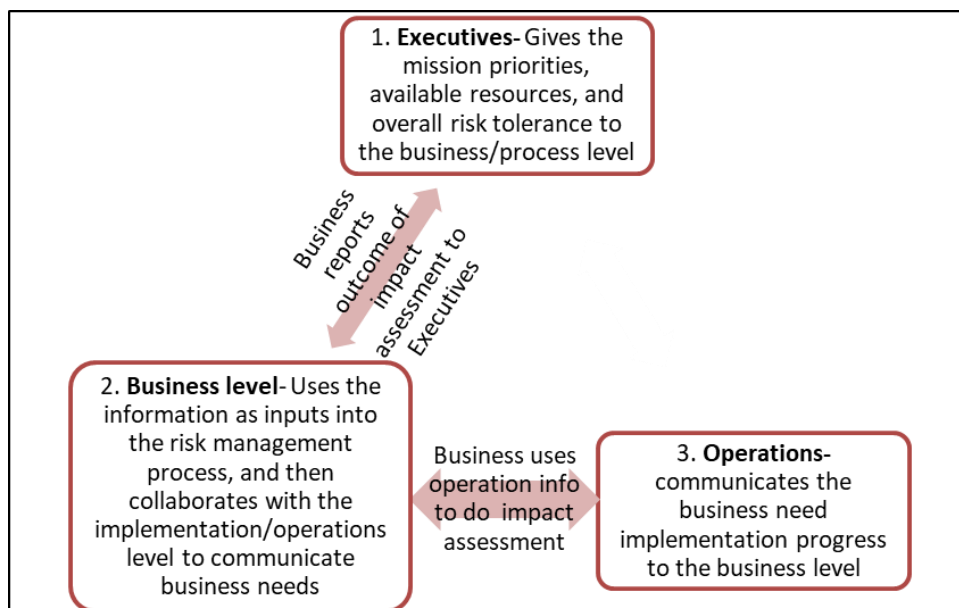 1. Executives- Gives the
mission priorities,
available resources, and
overall risk tolerance to
the business/process level
Business
reports
outcome of
impact
assessment to
Executives
2. Business level- Uses the
information as inputs into
the risk management
process, and then
collaborates with the
implementation/operations
level to communicate
business needs
Business uses
operation info
to do impact
assessment
3. Operations-
communicates the
business need
implementation progress
to the business level